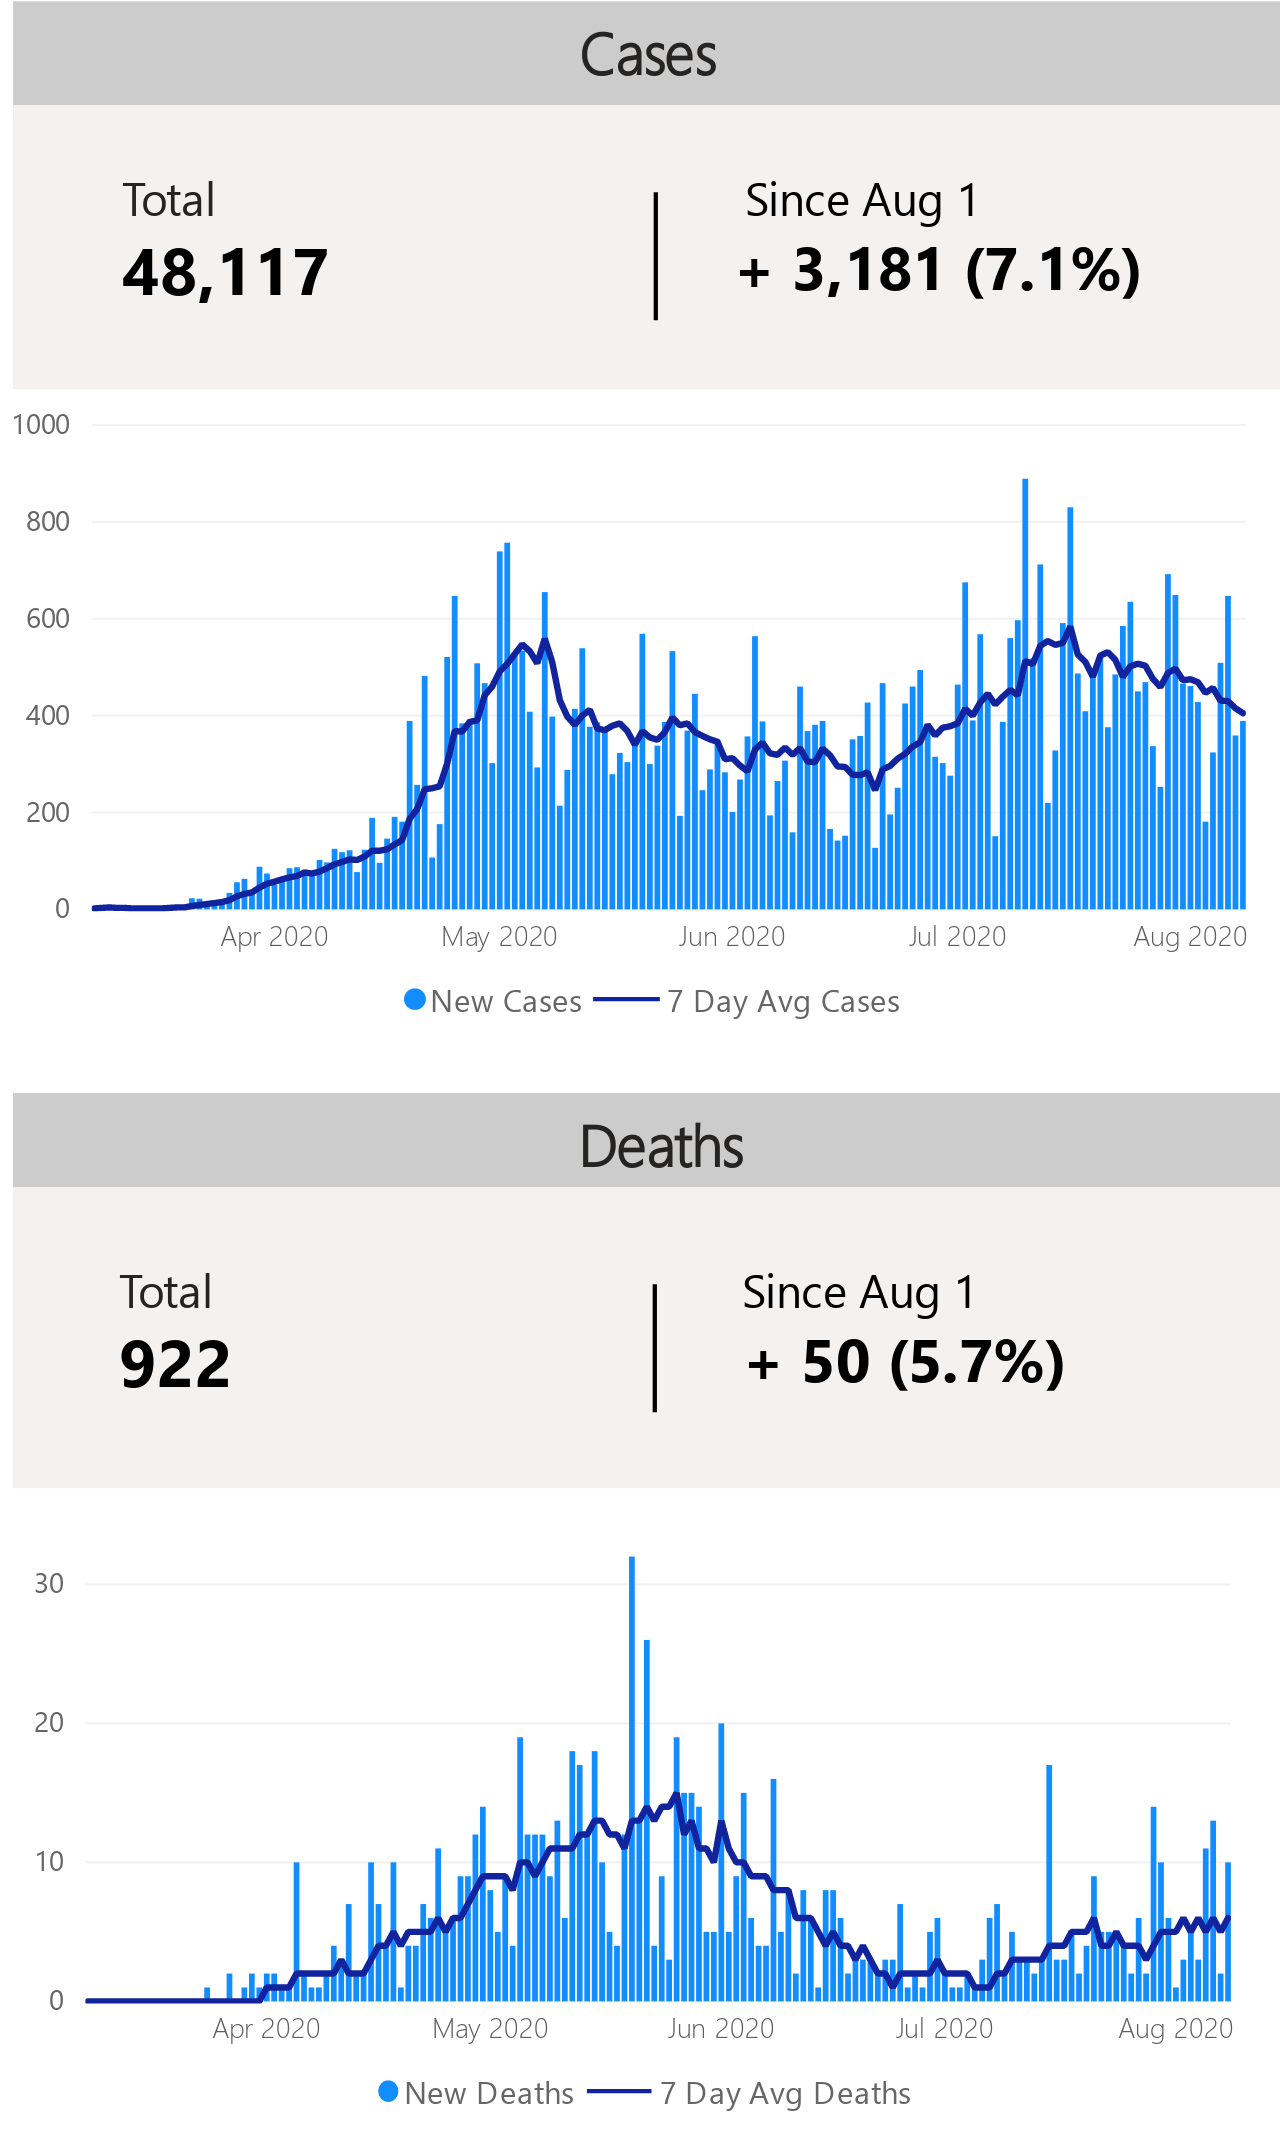 Cases
Total
Since Aug 1
48,117
+ 3,181 (7.1%)
1000
800
600
400
200
0
Apr 2020
May 2020
Jun 2020
Jul 2020
Aug 2020
New Cases
7 Day Avg Cases
Deaths
Total
Since Aug 1
922
+ 50 (5.7%)
30
20
10
0
Apr 2020
May 2020
Jun 2020
Jul 2020
Aug 2020
New Deaths
7 Day Avg Deaths